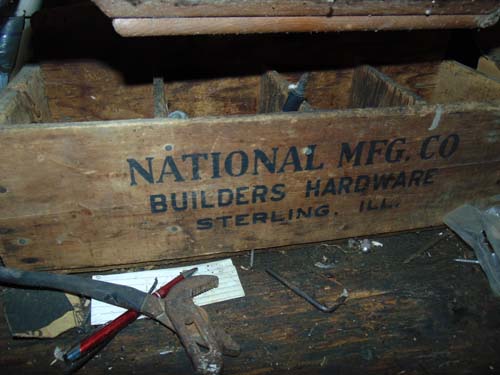 NATIONAL MFG. CO
BUILDERS HARDWARE
STERLING, ILL.